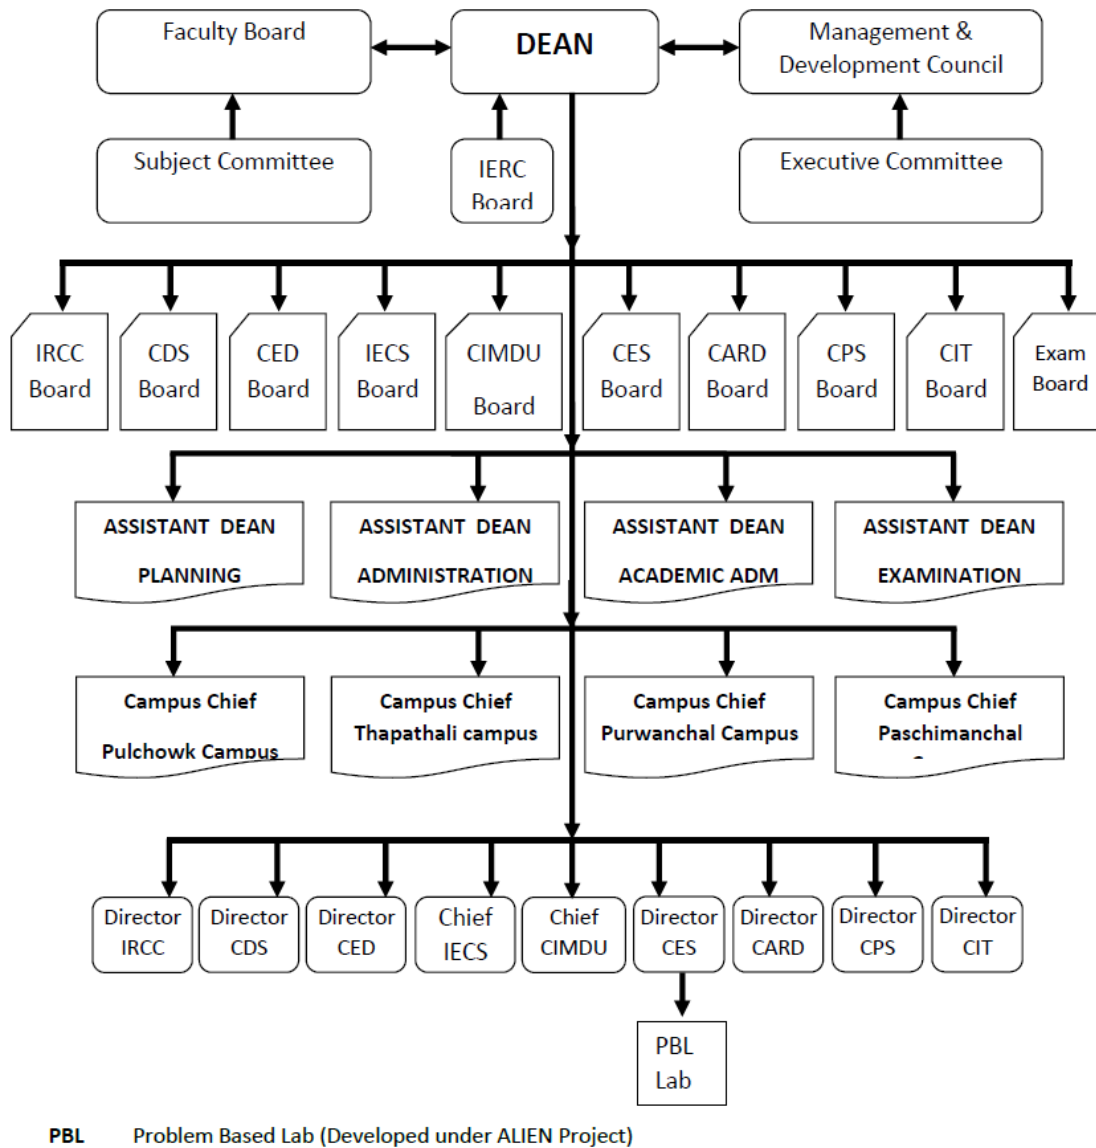 Faculty Board
DEAN
Management &
Development Council
Subject Committee
IERC
Board
Executive Committee
IRCC
Board
CDS
Board
CED
Board
IECS
Board
CIMDU
Board
CES
Board
CARD
Board
CPS
Board
CIT
Board
Exam
Board
ASSISTANT DEAN
PLANNING
ASSISTANT DEAN
ADMINISTRATION
ASSISTANT DEAN
ACADEMIC ADM
ASSISTANT DEAN
EXAMINATION
Campus Chief
Pulchowk Campus
Campus Chief
Thapathali campus
Campus Chief
Purwanchal Campus
Campus Chief
Paschimanchal
Director
IRCC
Director
CDS
Director
CED
Chief
IECS
Chief
CIMDU
Director
CES
Director
CARD
Director
CPS
Director
CIT
PBL
Lab
PBL Problem Based Lab (Developed under ALIEN Project)